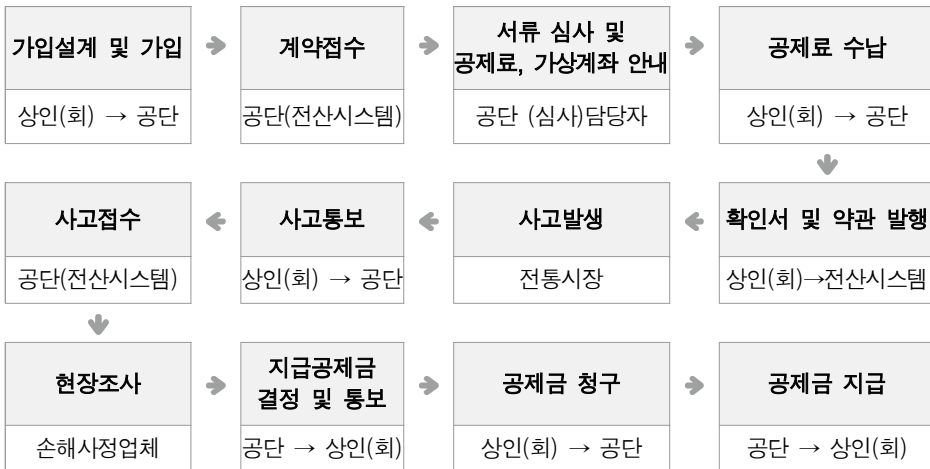 가입설계 및 가입
계약접수
서류 심사 및
공제료, 가상계좌 안내
공제료 수납
상인(회) → 공단
공단(전산시스템)
공단 (심사)담당자
상인(회) → 공단
사고접수
사고통보
사고발생
확인서 및 약관 발행
공단(전산시스템)
상인(회) → 공단
전통시장
상인(회)→전산시스템
현장조사
지급공제금
결정 및 통보
공제금 청구
공제금 지급
손해사정업체
공단 → 상인(회)
상인(회) → 공단
공단 → 상인(회)